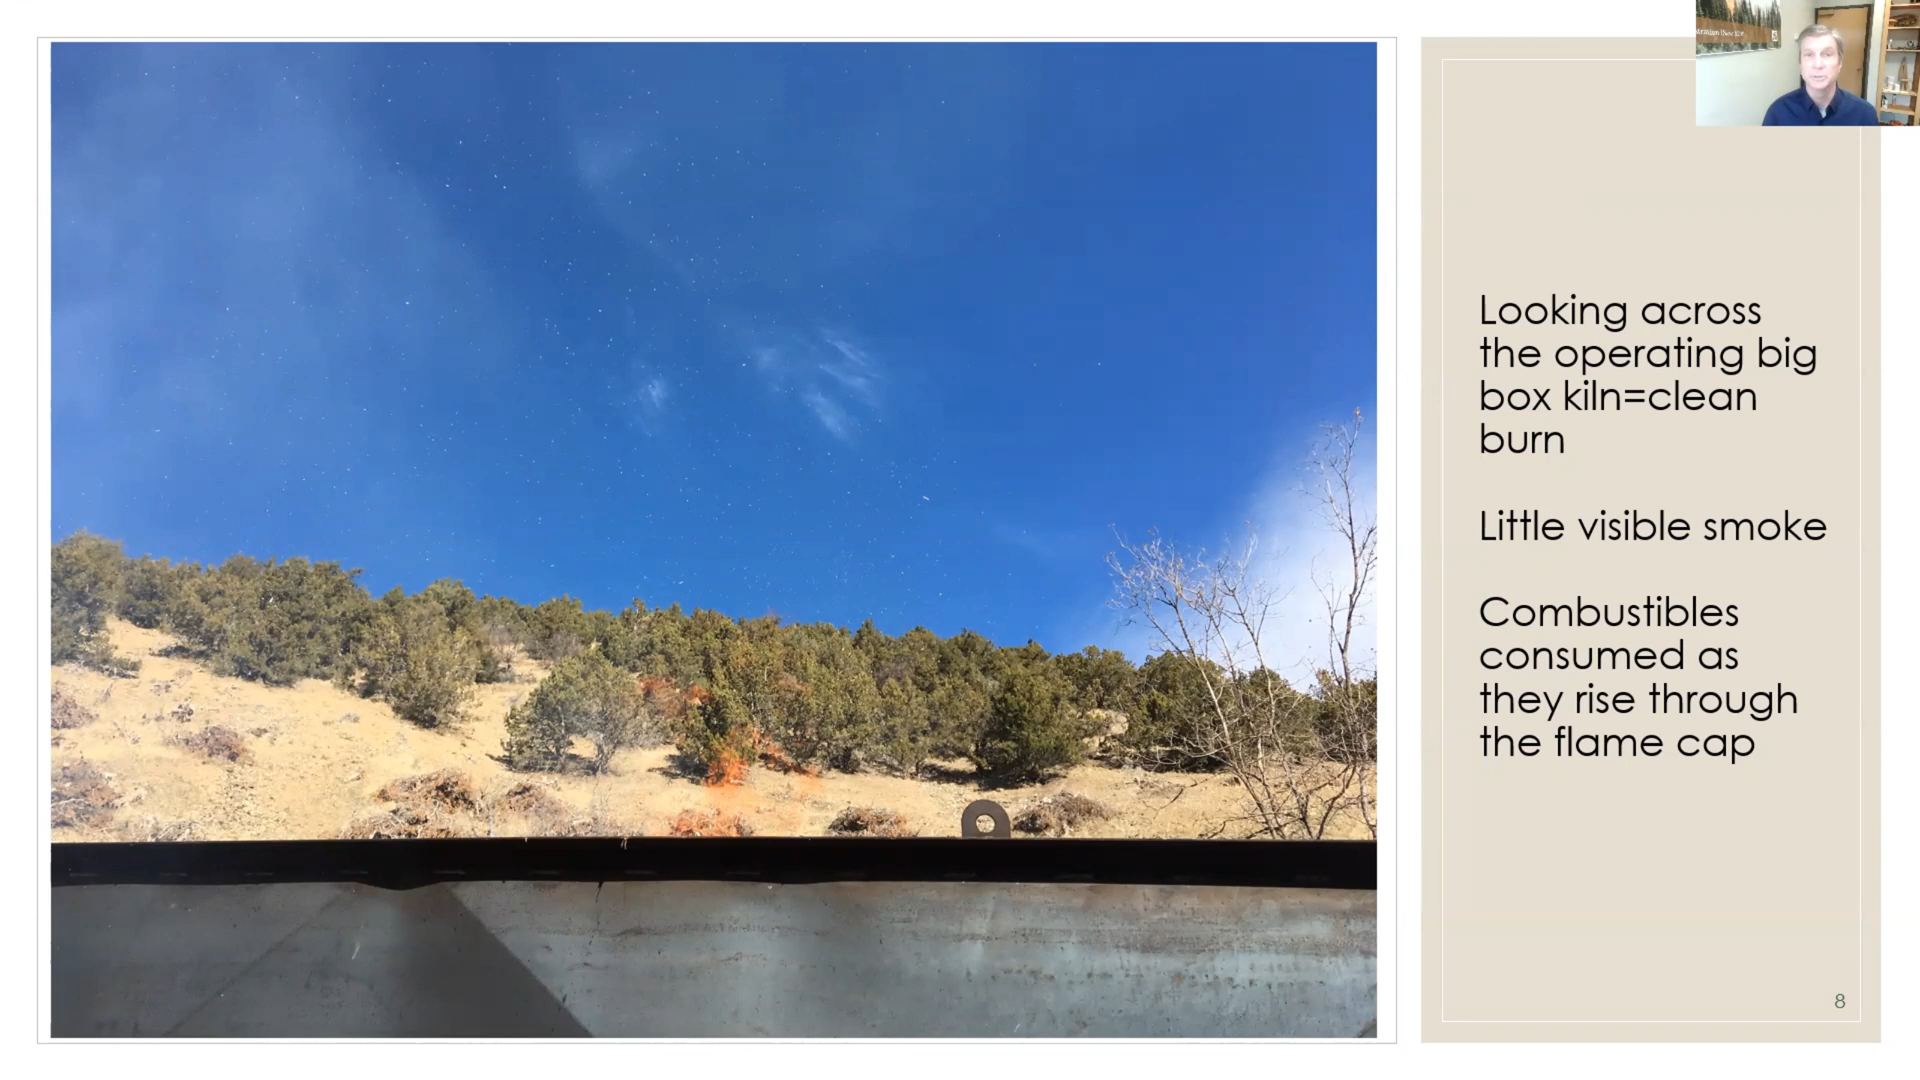 Looking across
the operating big
box kiln=clean
burn
Little visible smoke
Combustibles
consumed as
they rise through
the flame cap
8